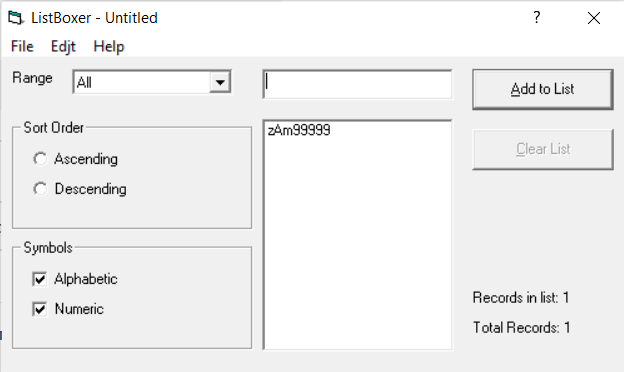 ListBoxer - Untitled
?
File Edjt Help
Range
All
Add to List
Sort Order
Ascending
Descending
zAm99999
Clear List
Symbols
Alphabetic
Numeric
Records in list: 1
Total Records: 1